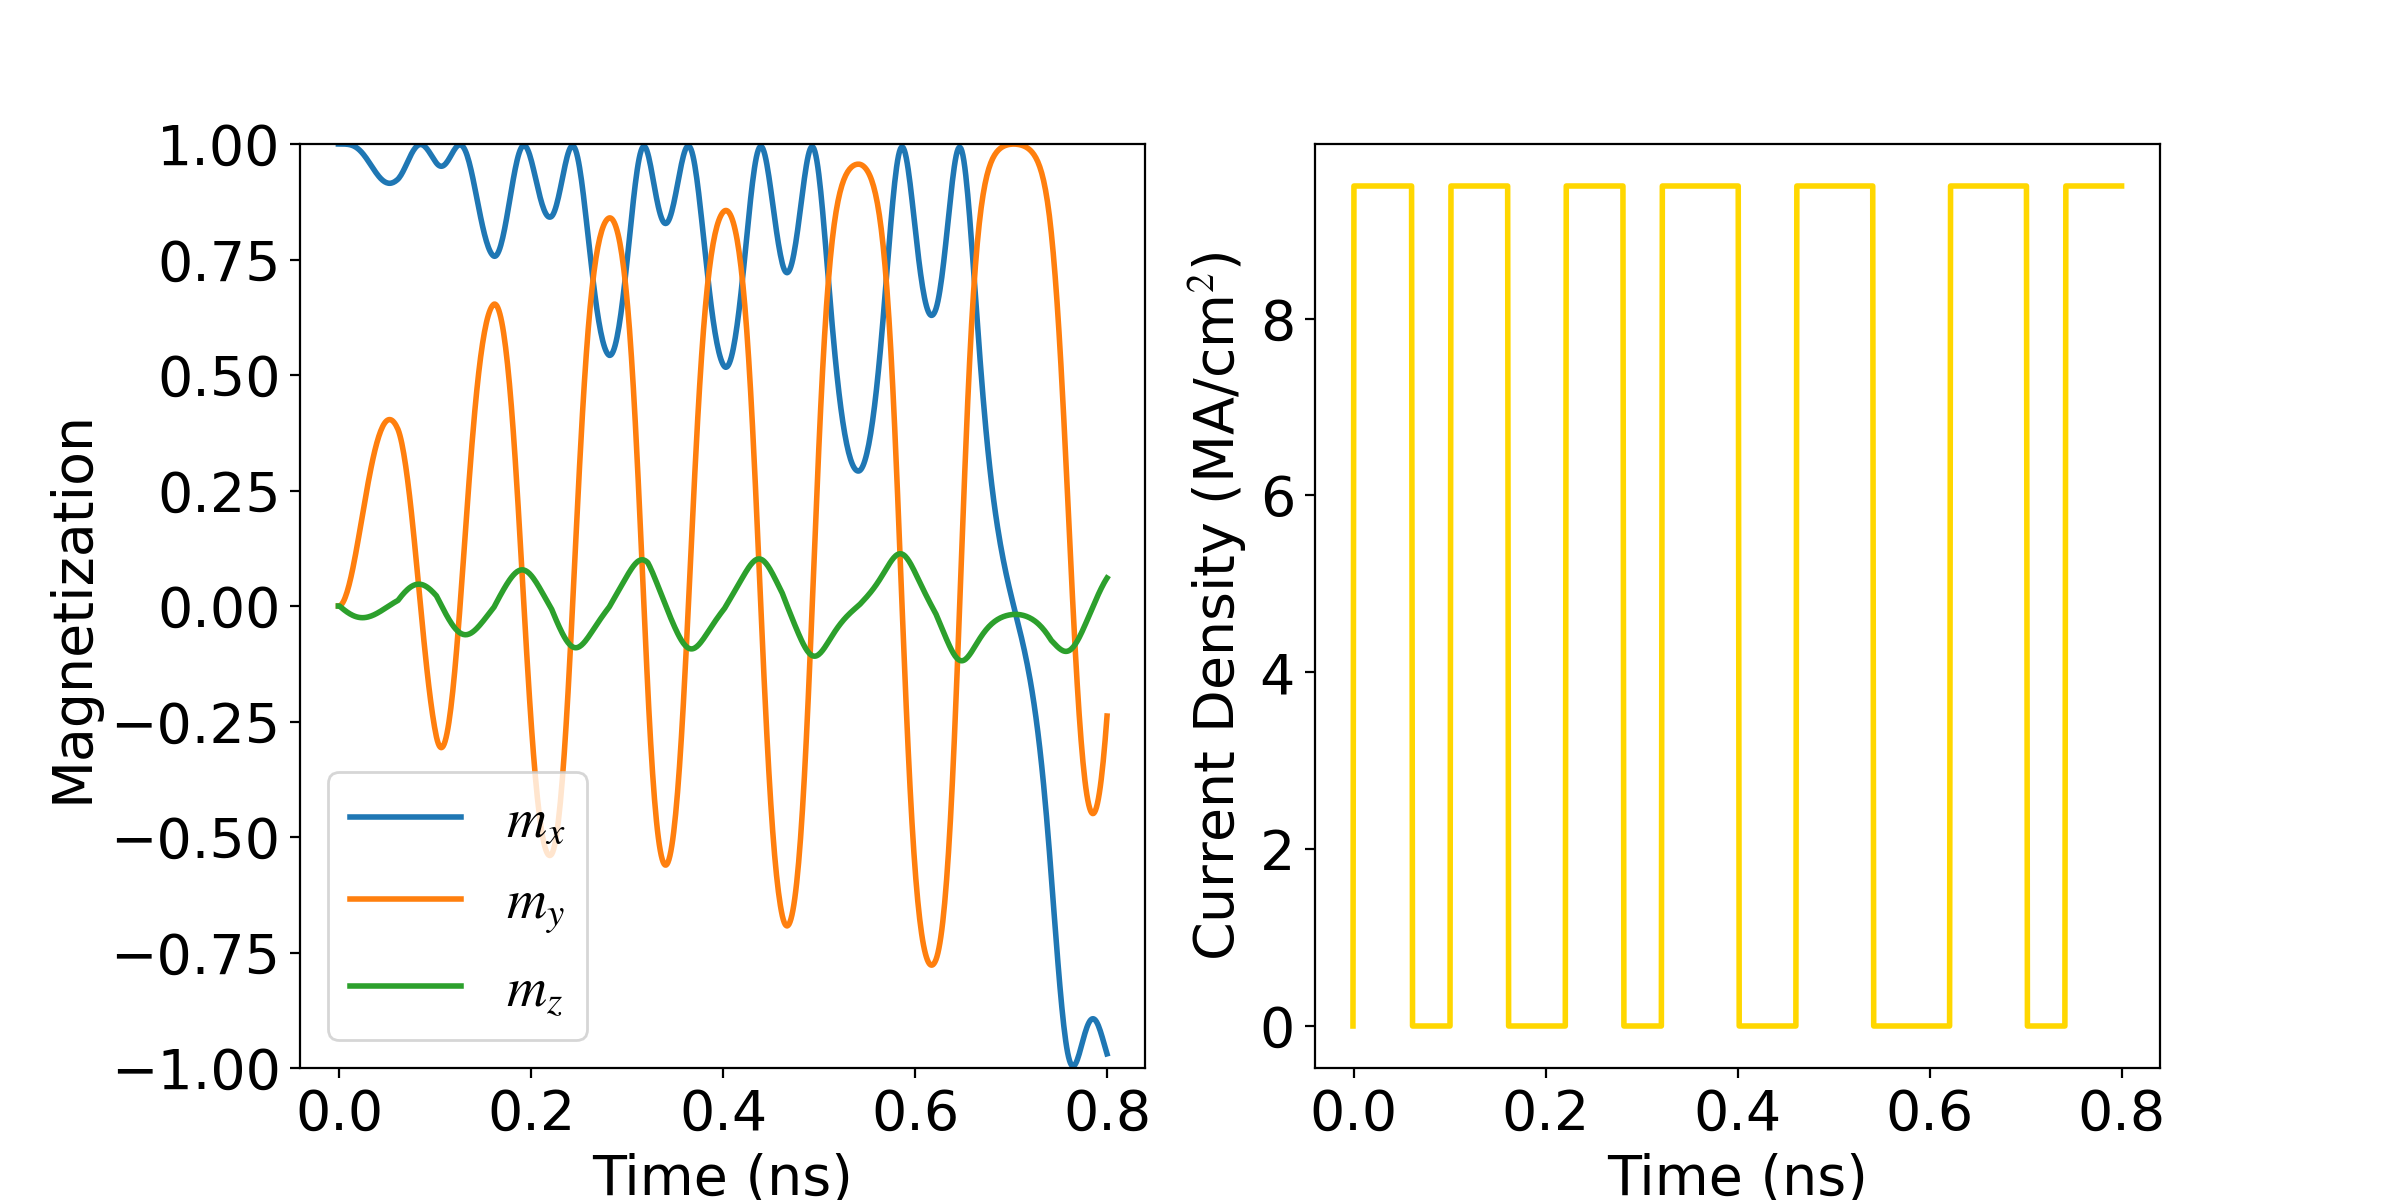 1.00
0.75
0.50
0.25
0.00
−0.25
−0.50
−0.75
−1.00
Magnetization
m_x
m_y
m_z
0.0 0.2 0.4 0.6 0.8
Time (ns)
8
6
4
2
0
Current Density (MA/cm²)
0.0 0.2 0.4 0.6 0.8
Time (ns)